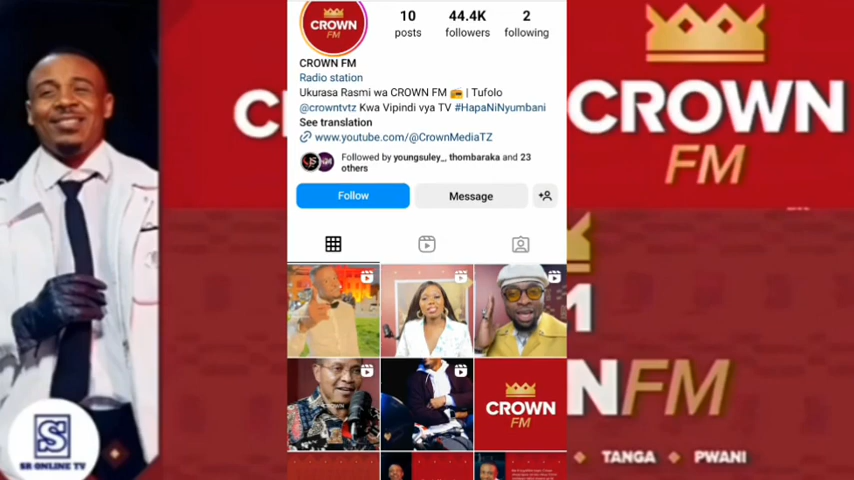 CROWN
FM
10
posts
44.4K
followers
2
following
CROWN FM
Radio station
Ukurasa Rasmi wa CROWN FM 📻 | Tufolo
@crowntvtz Kwa Vipindi vya TV #HapaNiNyumbani
See translation
www.youtube.com/@CrownMediaTZ
Followed by youngsuley_, thombaraka and 23
others
Follow
Message
CROWN
FM
C
CROWN
FM
M
N FM
TANGA
PWANI
S
SR ONLINE TV